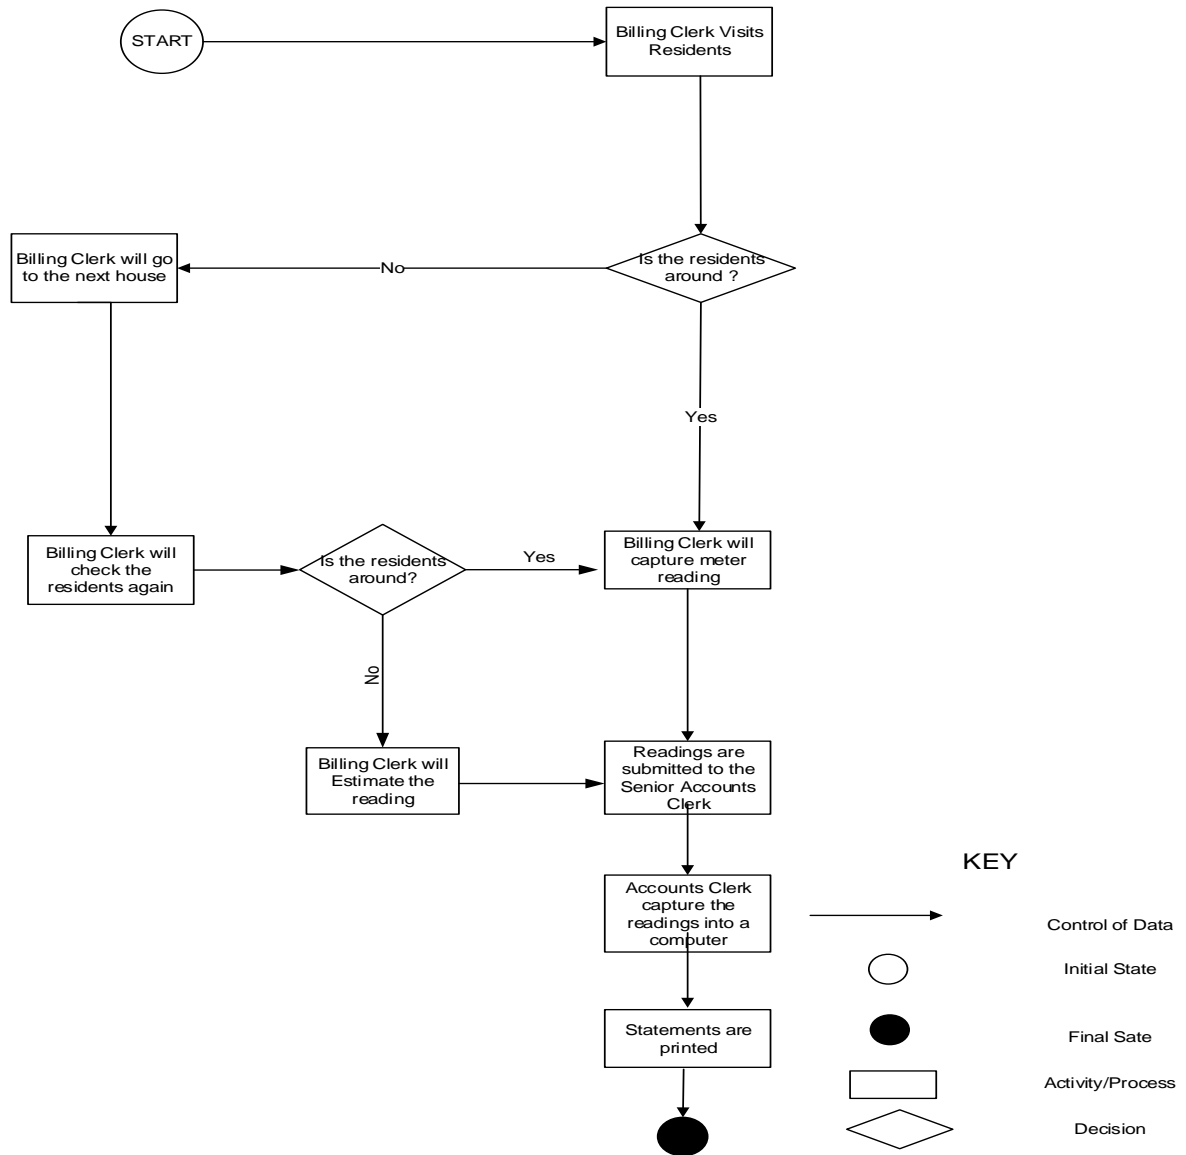 START
Billing Clerk Visits
Residents
Billing Clerk will go
to the next house
No
Is the residents
around ?
Yes
Billing Clerk will
check the
residents again
Is the residents
around?
Yes
Billing Clerk will
capture meter
reading
No
Billing Clerk will
Estimate the
reading
Readings are
submitted to the
Senior Accounts
Clerk
Accounts Clerk
capture the
readings into a
computer
Statements are
printed
KEY
Control of Data
Initial State
Final Sate
Activity/Process
Decision